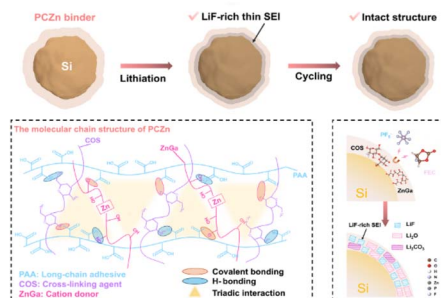 PCZn binder
LiF-rich thin SEI
Intact structure
Si
Lithiation
Cycling
The molecular chain structure of PCZn
COS
ZnGa
PAA
Zn
Zn
PAA: Long-chain adhesive
COS: Cross-linking agent
ZnGa: Cation donor
Covalent bonding
H-bonding
Triadic interaction
COS
PF₆
FEC
ZnGa
Si
LiF-rich SEI
LiF
Li₂O
Li₂CO₃
Si